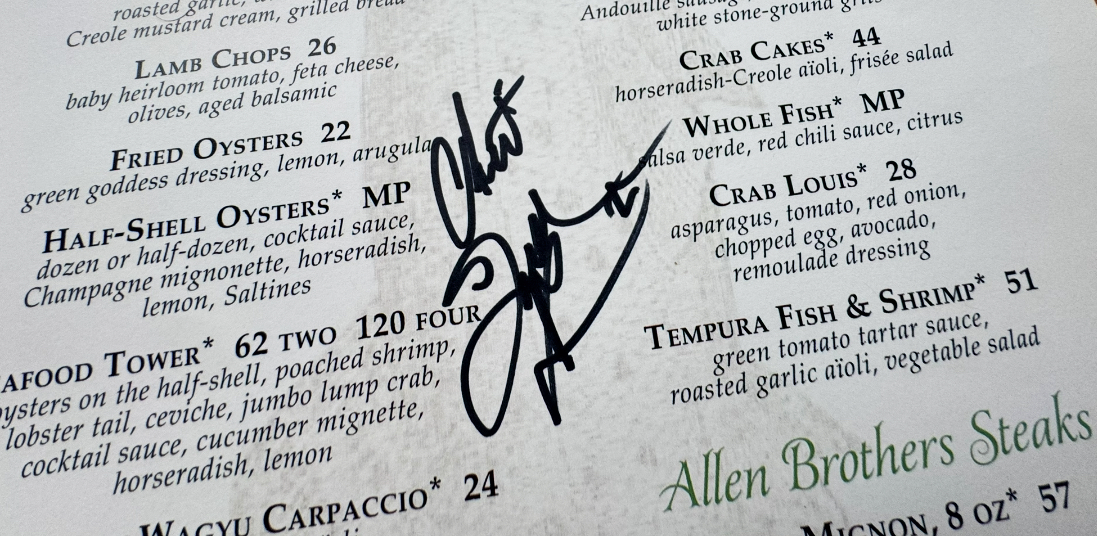 roasted garlic,
Creole mustard cream, grilled bread
LAMB CHOPS 26
baby heirloom tomato, feta cheese,
olives, aged balsamic
FRIED OYSTERS 22
green goddess dressing, lemon, arugula
HALF-SHELL OYSTERS* MP
dozen or half-dozen, cocktail sauce,
Champagne mignonette, horseradish,
lemon, Saltines
AFOOD TOWER* 62 TWO 120 FOUR
oysters on the half-shell, poached shrimp,
lobster tail, ceviche, jumbo lump crab,
cocktail sauce, cucumber mignette,
horseradish, lemon
WAGYU CARPACCIO* 24
Andouille
white stone-ground grits
CRAB CAKES* 44
horseradish-Creole aïoli, frisée salad
WHOLE FISH* MP
salsa verde, red chili sauce, citrus
CRAB LOUIS* 28
asparagus, tomato, red onion,
chopped egg, avocado,
remoulade dressing
TEMPURA FISH & SHRIMP* 51
green tomato tartar sauce,
roasted garlic aïoli, vegetable salad
Allen Brothers Steaks
MIGNON, 8 OZ* 57